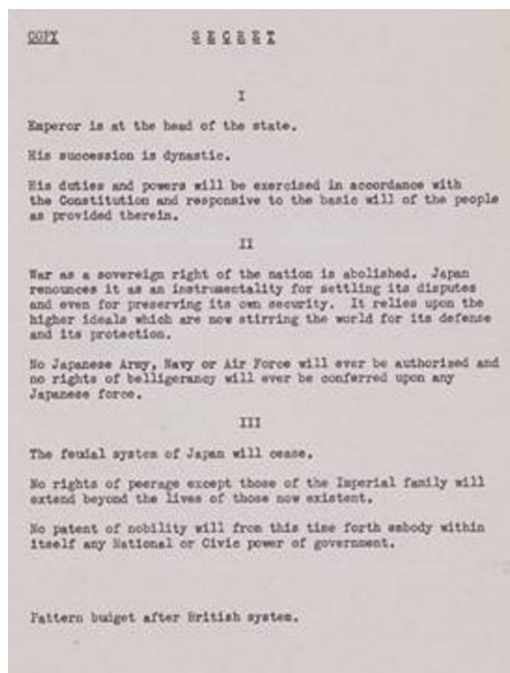 COPY SECRET
I
Emperor is at the head of the state.
His succession is dynastic.
His duties and powers will be exercised in accordance with
the Constitution and responsive to the basic will of the people
as provided therein.
II
War as a sovereign right of the nation is abolished. Japan
renounces it as an instrumentality for settling its disputes
and even for preserving its own security. It relies upon the
higher ideals which are now stirring the world for its defense
and its protection.
No Japanese Army, Navy or Air Force will ever be authorized and
no rights of belligerancy will ever be conferred upon any
Japanese force.
III
The feudal system of Japan will cease.
No rights of peerage except those of the Imperial family will
extend beyond the lives of those now existent.
No patent of nobility will from this time forth embody within
itself any National or Civic power of government.
Pattern budget after British system.